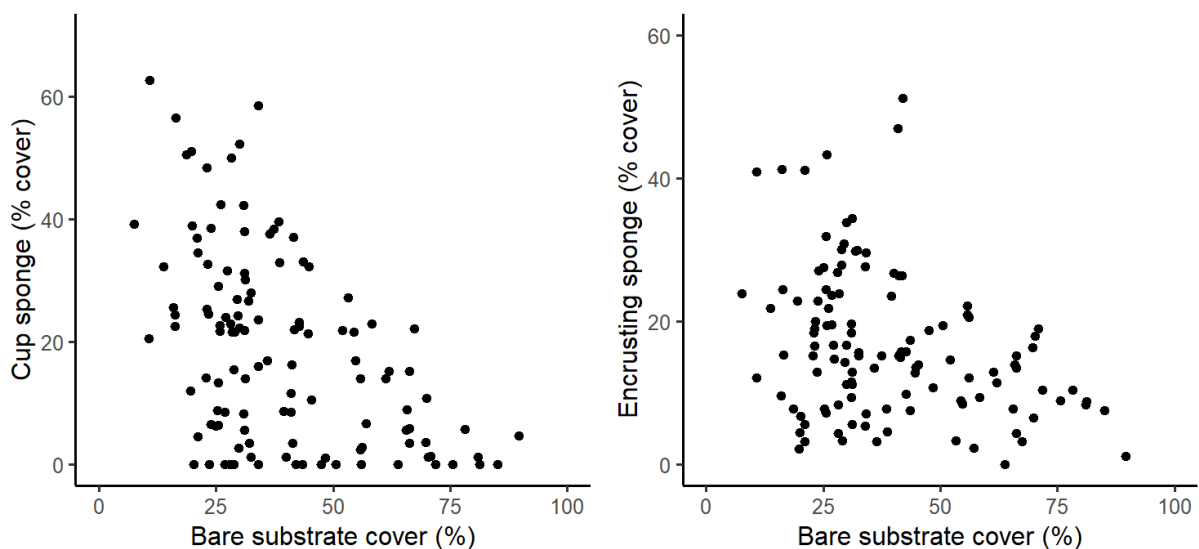 Cup sponge (% cover)
60
40
20
0
0 25 50 75 100
Bare substrate cover (%)
Encrusting sponge (% cover)
60
40
20
0
0 25 50 75 100
Bare substrate cover (%)